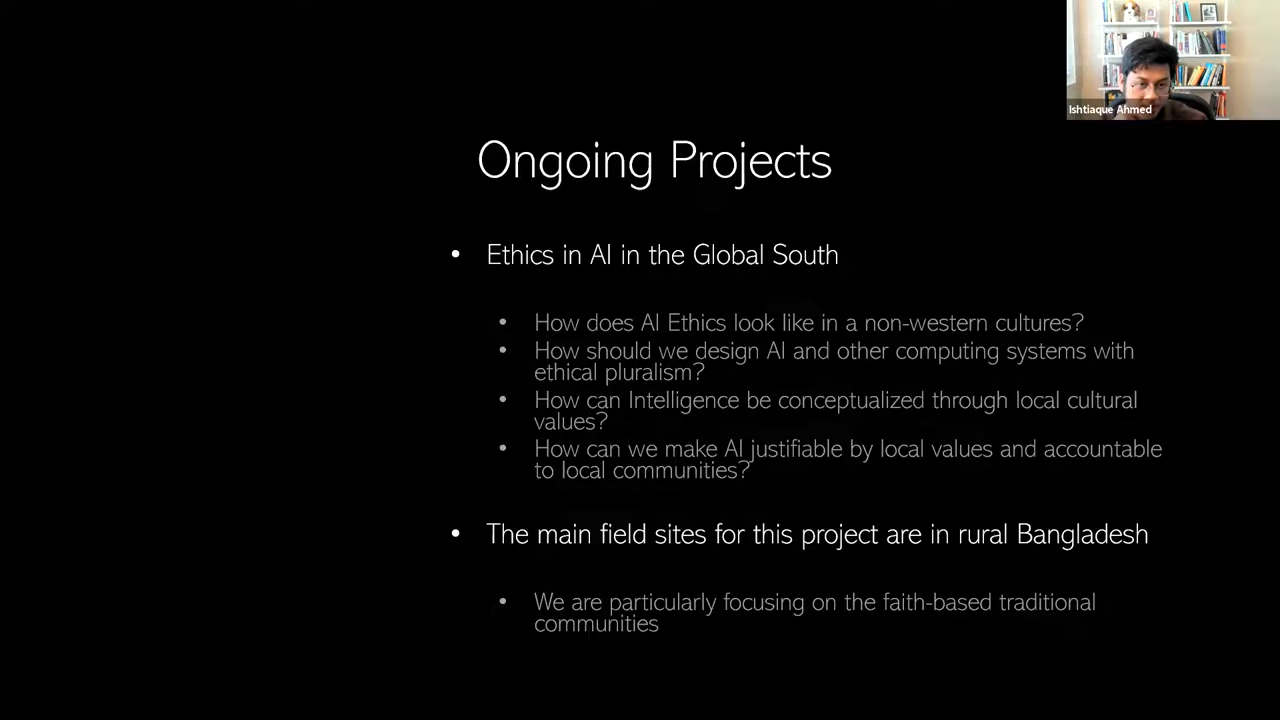 Ishtiaque Ahmed
Ongoing Projects
• Ethics in AI in the Global South
• How does AI Ethics look like in a non-western cultures?
• How should we design AI and other computing systems with
ethical pluralism?
• How can Intelligence be conceptualized through local cultural
values?
• How can we make AI justifiable by local values and accountable
to local communities?
• The main field sites for this project are in rural Bangladesh
• We are particularly focusing on the faith-based traditional
communities